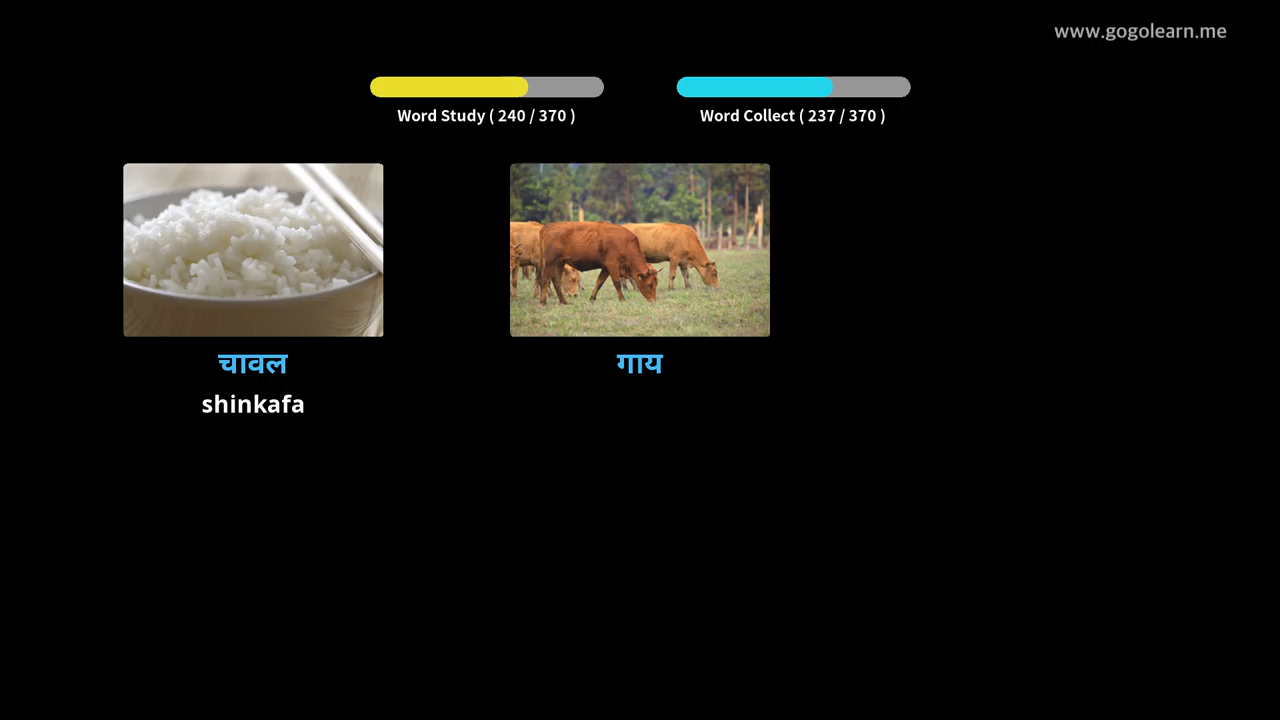 www.gogolearn.me
Word Study ( 240 / 370 )
Word Collect ( 237 / 370 )
चावल
गाय
shinkafa